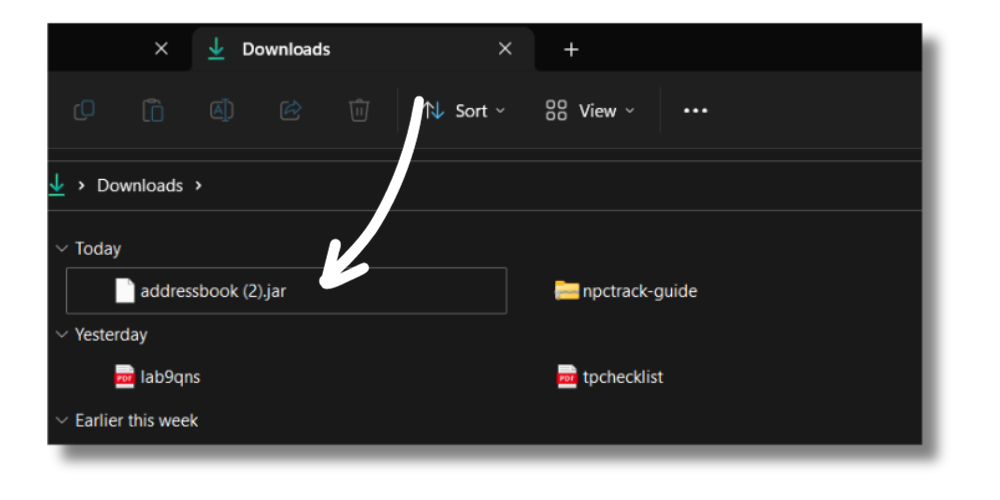 Downloads
Sort View •••
> Downloads >
Today
addressbook (2).jar npctrack-guide
Yesterday
PDF lab9qns PDF tpchecklist
Earlier this week